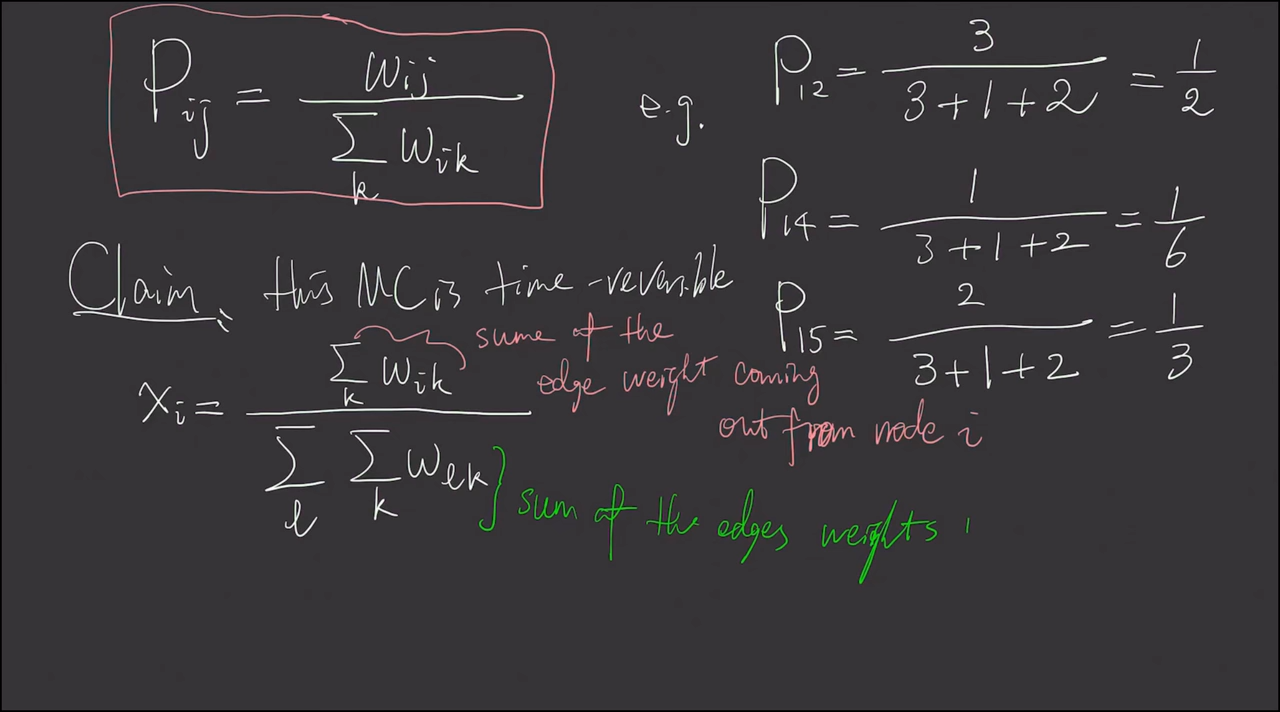 P_ij = w_ij / Σ_k w_ik
e.g. P_12 = 3 / (3+1+2) = 1/2
P_14 = 1 / (3+1+2) = 1/6
P_15 = 2 / (3+1+2) = 1/3
Claim, this MC is time-reversible
x_i = Σ_k w_ik / Σ_ℓ Σ_k w_ℓk
sume of the
edge weight coming
out from node i
} sum of the edges weights